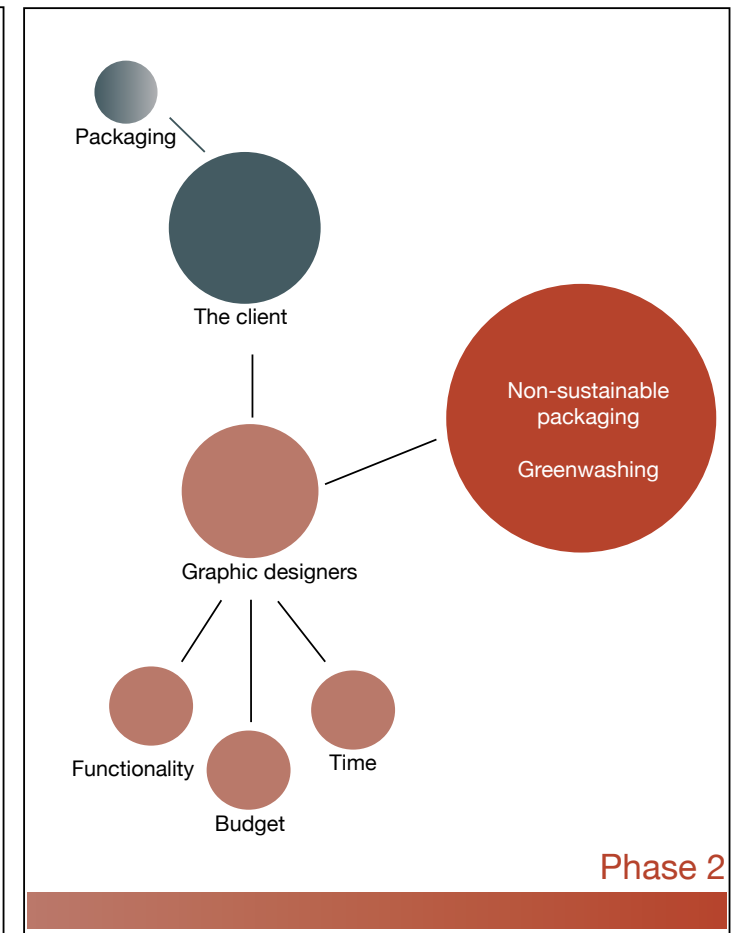 Packaging
The client
Non-sustainable
packaging
Greenwashing
Graphic designers
Functionality
Time
Budget
Phase 2